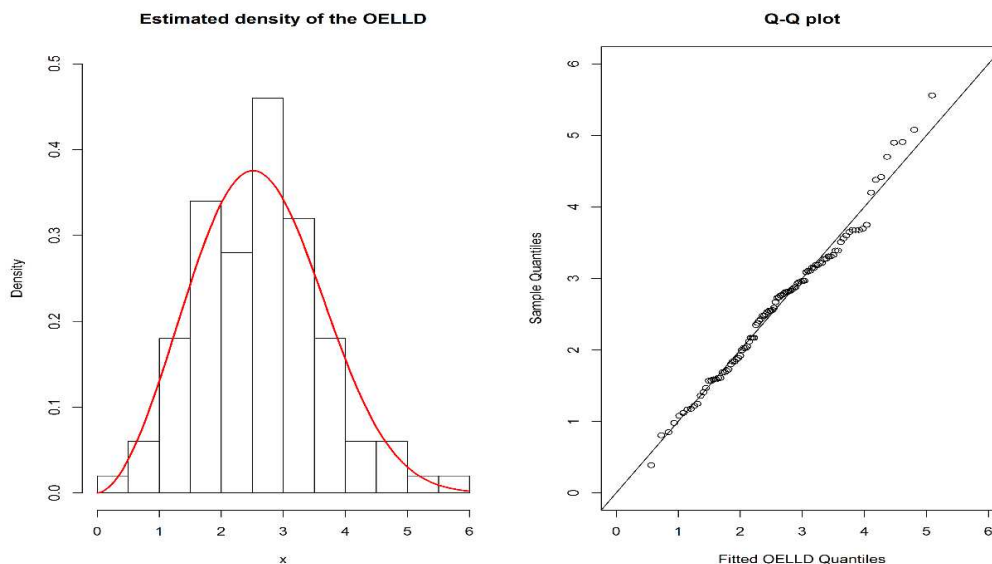 Estimated density of the OELLD
Density
0.0
0.1
0.2
0.3
0.4
0.5
0 1 2 3 4 5 6
x
Q-Q plot
Sample Quantiles
0
1
2
3
4
5
6
0 1 2 3 4 5 6
Fitted OELLD Quantiles